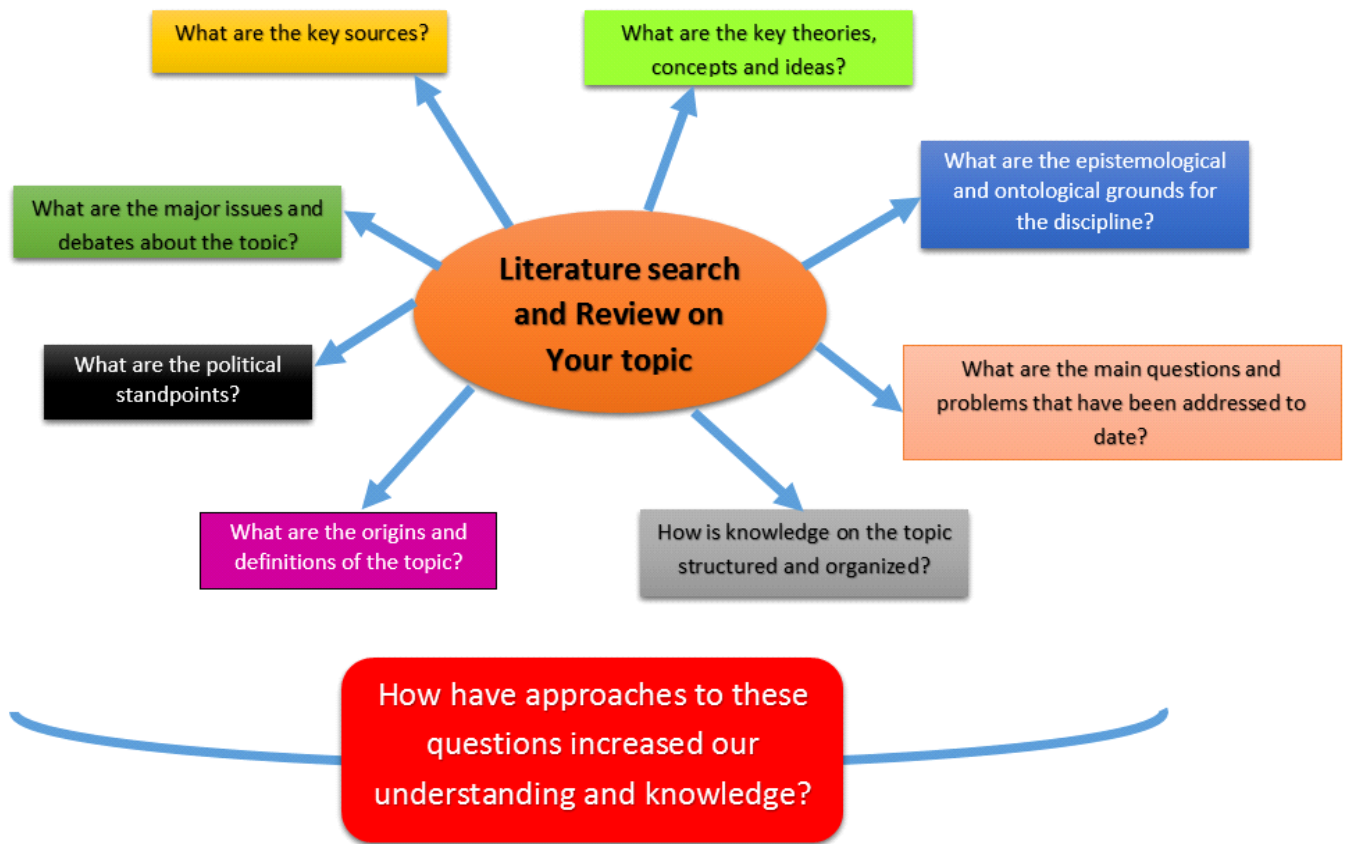 What are the key sources?
What are the key theories,
concepts and ideas?
What are the epistemological
and ontological grounds for
the discipline?
What are the major issues and
debates about the topic?
Literature search
and Review on
Your topic
What are the political
standpoints?
What are the main questions and
problems that have been addressed to
date?
What are the origins and
definitions of the topic?
How is knowledge on the topic
structured and organized?
How have approaches to these
questions increased our
understanding and knowledge?